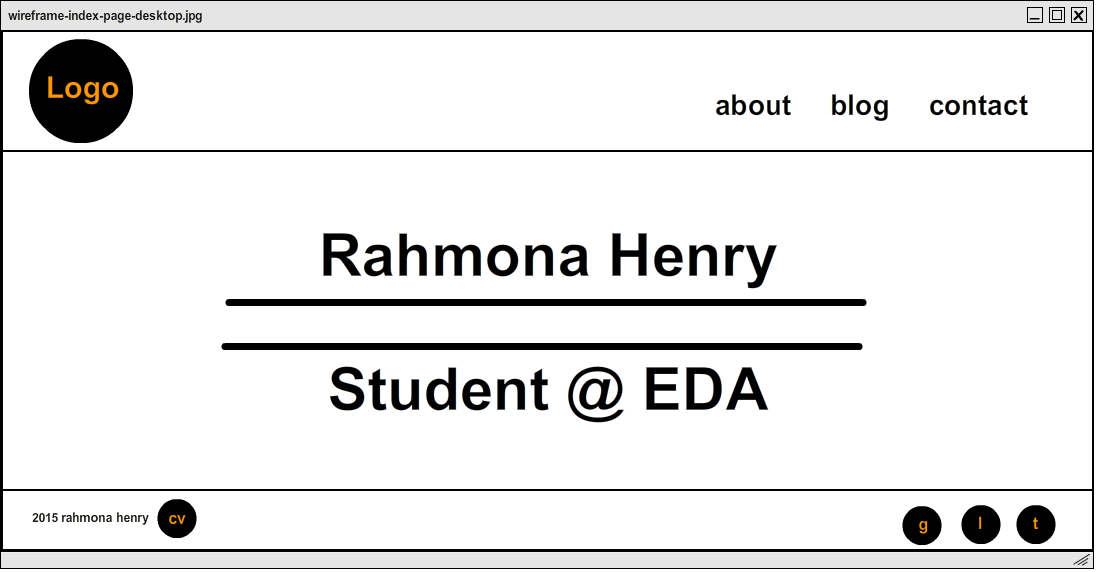 wireframe-index-page-desktop.jpg
Logo
about blog contact
Rahmona Henry
Student @ EDA
2015 rahmona henry cv g l t